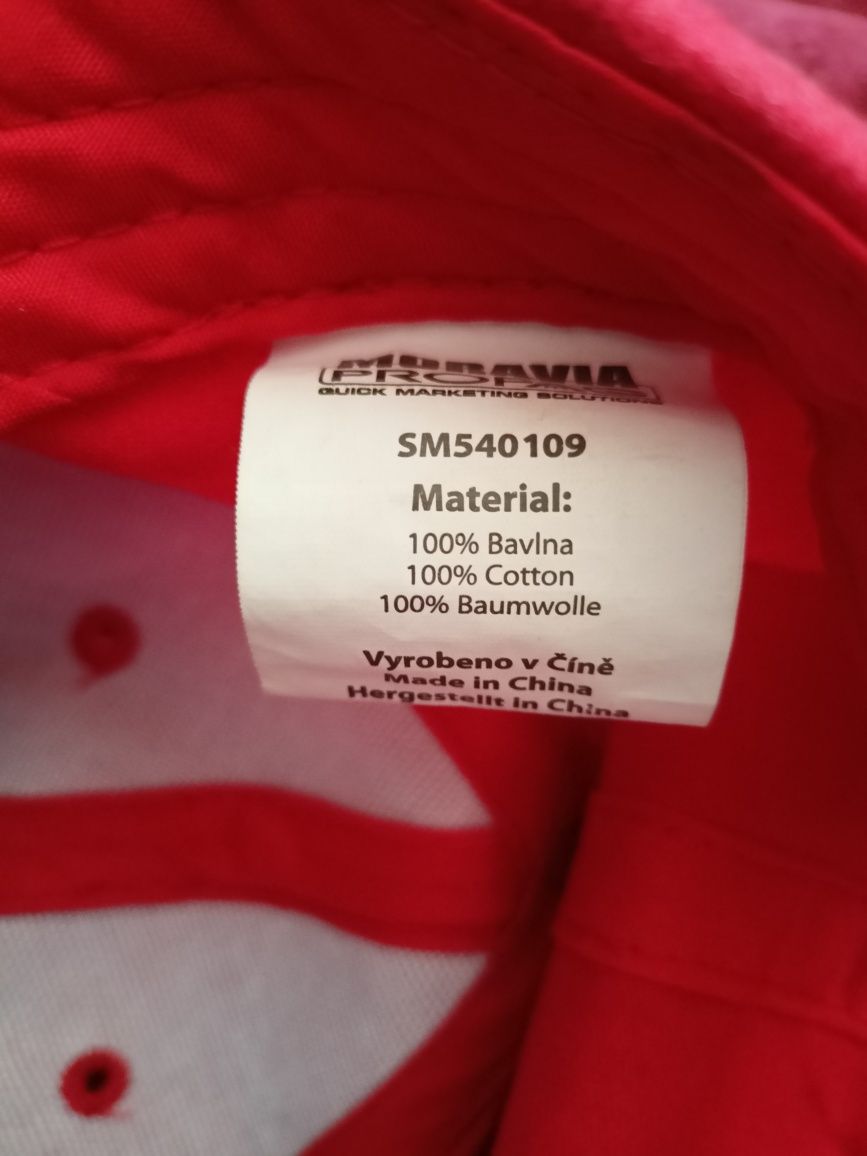 MORAVIA
PROPAG
QUICK MARKETING SOLUTIONS
SM540109
Material:
100% Bavlna
100% Cotton
100% Baumwolle
Vyrobeno v Číně
Made in China
Hergestellt in China